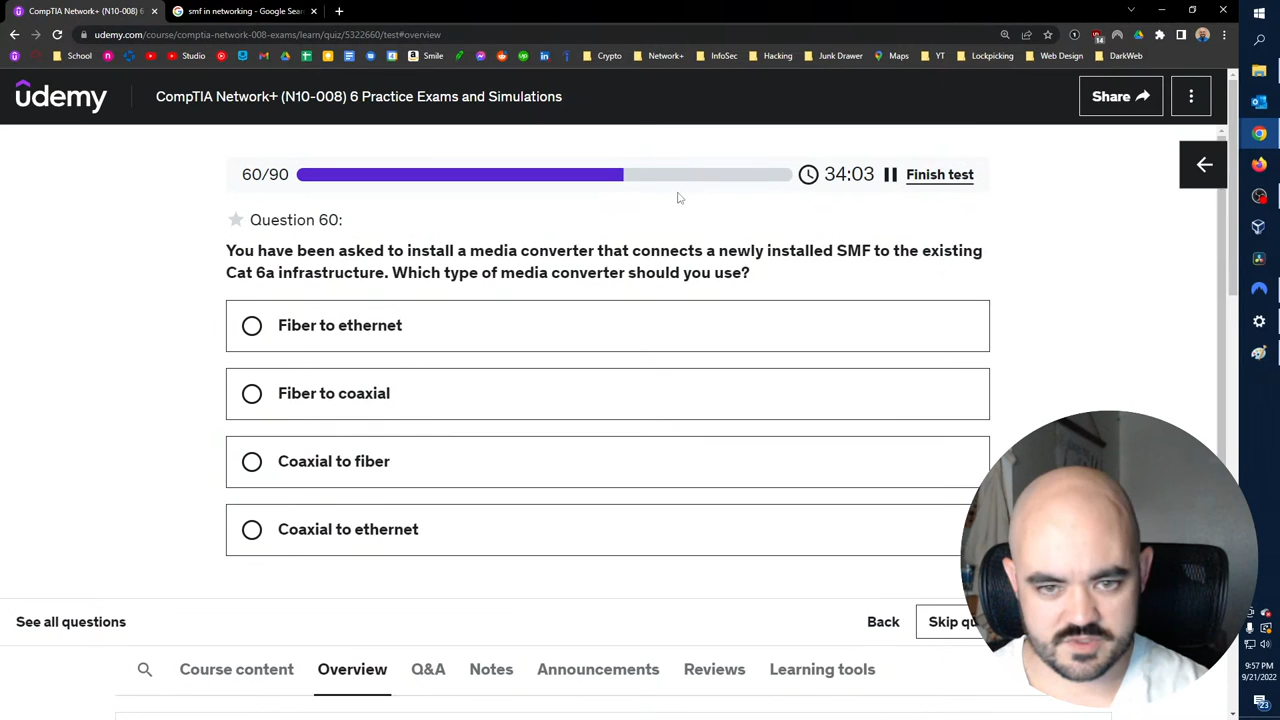 CompTIA Network+ (N10-008) 6
smf in networking - Google Sear
udemy.com/course/comptia-network-008-exams/learn/quiz/5322660/test#overview
School
Studio
Smile
Crypto
Network+
InfoSec
Hacking
Junk Drawer
Maps
YT
Lockpicking
Web Design
DarkWeb
ûdemy
CompTIA Network+ (N10-008) 6 Practice Exams and Simulations
Share
60/90
34:03
Finish test
Question 60:
You have been asked to install a media converter that connects a newly installed SMF to the existing
Cat 6a infrastructure. Which type of media converter should you use?
Fiber to ethernet
Fiber to coaxial
Coaxial to fiber
Coaxial to ethernet
See all questions
Back
Skip qu
Course content
Overview
Q&A
Notes
Announcements
Reviews
Learning tools
9:57 PM
9/21/2022
23